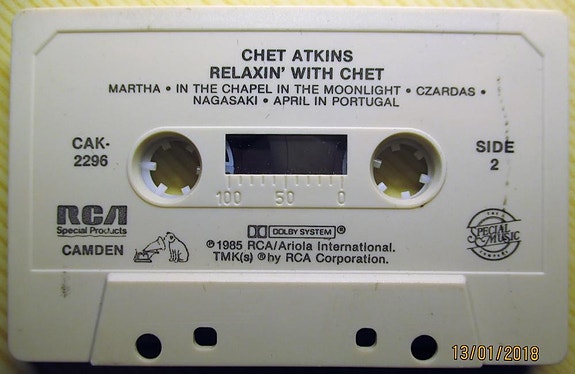 CHET ATKINS
RELAXIN' WITH CHET
MARTHA • IN THE CHAPEL IN THE MOONLIGHT • CZARDAS •
NAGASAKI • APRIL IN PORTUGAL
CAK-
2296
SIDE
2
100 50 0
RCA
Special Products
CAMDEN
DOLBY SYSTEM ®
℗1985 RCA/Ariola International.
TMK(s) ® by RCA Corporation.
THE
SPECIAL
MUSIC
COMPANY
13/01/2018